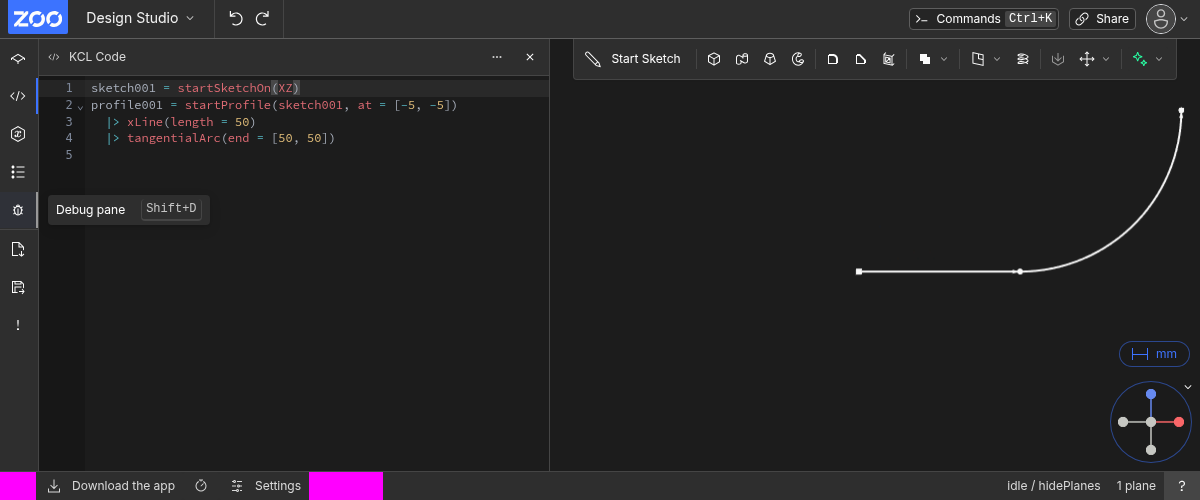 ZOO Design Studio Commands Ctrl+K Share
KCL Code
Start Sketch
1 sketch001 = startSketchOn(XZ)
2 profile001 = startProfile(sketch001, at = [-5, -5])
3 |> xLine(length = 50)
4 |> tangentialArc(end = [50, 50])
5
Debug pane Shift+D
mm
Download the app Settings idle / hidePlanes 1 plane ?